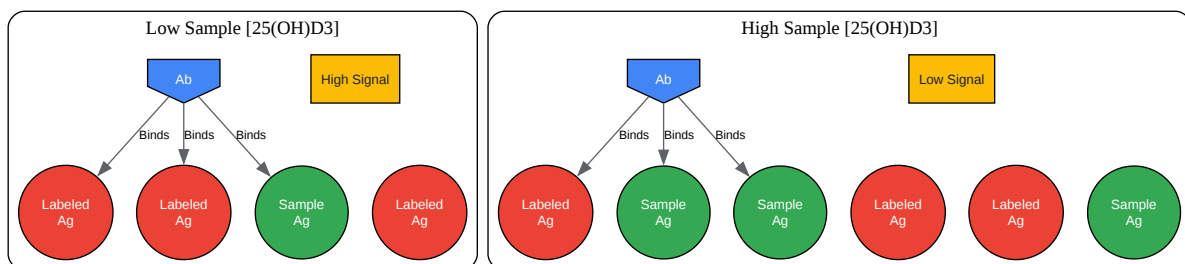 Low Sample [25(OH)D3]
Ab
High Signal
Binds
Binds
Binds
Labeled
Ag
Labeled
Ag
Sample
Ag
Labeled
Ag
High Sample [25(OH)D3]
Ab
Low Signal
Binds
Binds
Binds
Labeled
Ag
Sample
Ag
Sample
Ag
Labeled
Ag
Labeled
Ag
Sample
Ag